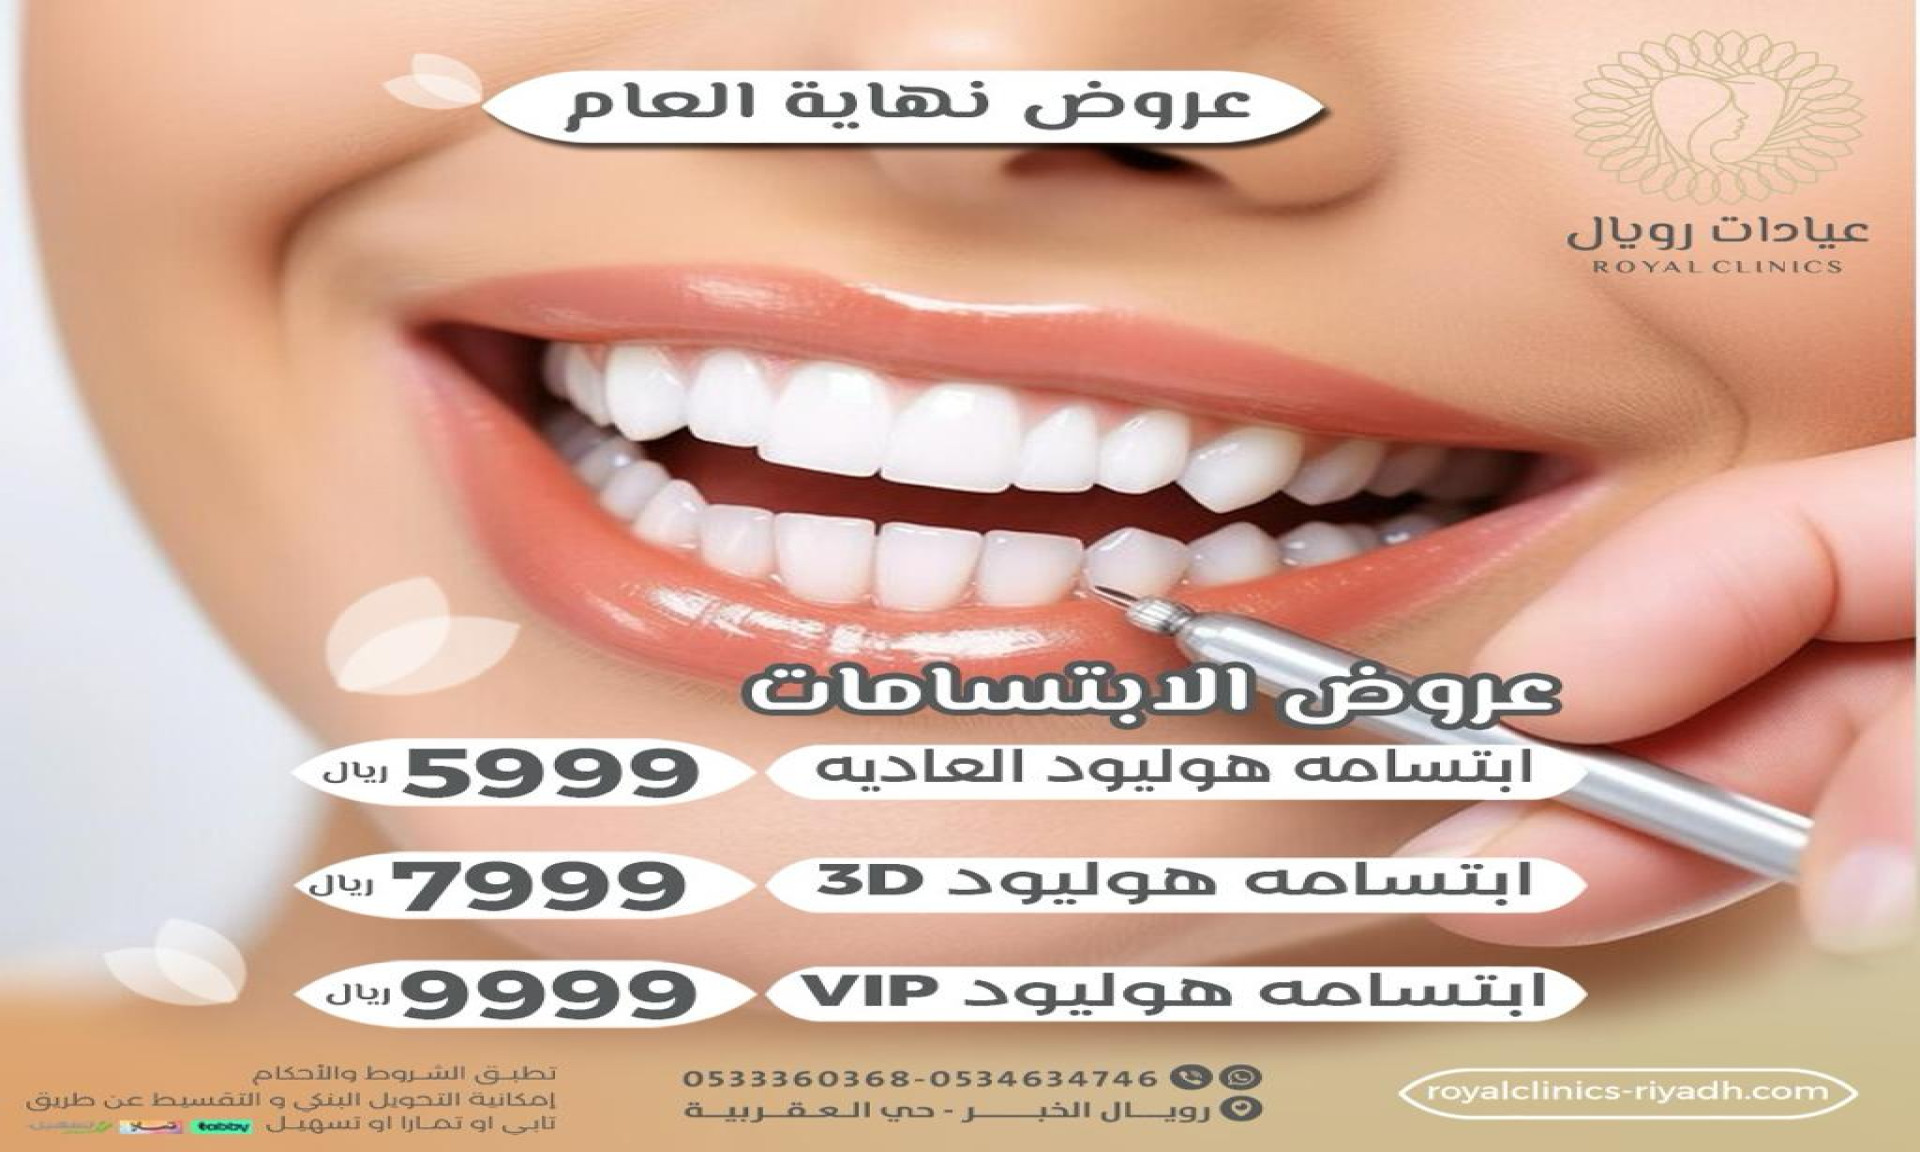 عروض نهاية العام
عيادات رويال
ROYAL CLINICS
عروض الابتسامات
ابتسامه هوليود العاديه 5999 ريال
ابتسامه هوليود 3D 7999 ريال
ابتسامه هوليود VIP 9999 ريال
تطبق الشروط والأحكام
إمكانية التحويل البنكي و التقسيط عن طريق
تابي او تمارا او تسهيل
tabby تمارا
0533360368-0534634746
رويال الخبر - حي العقربية
royalclinics-riyadh.com